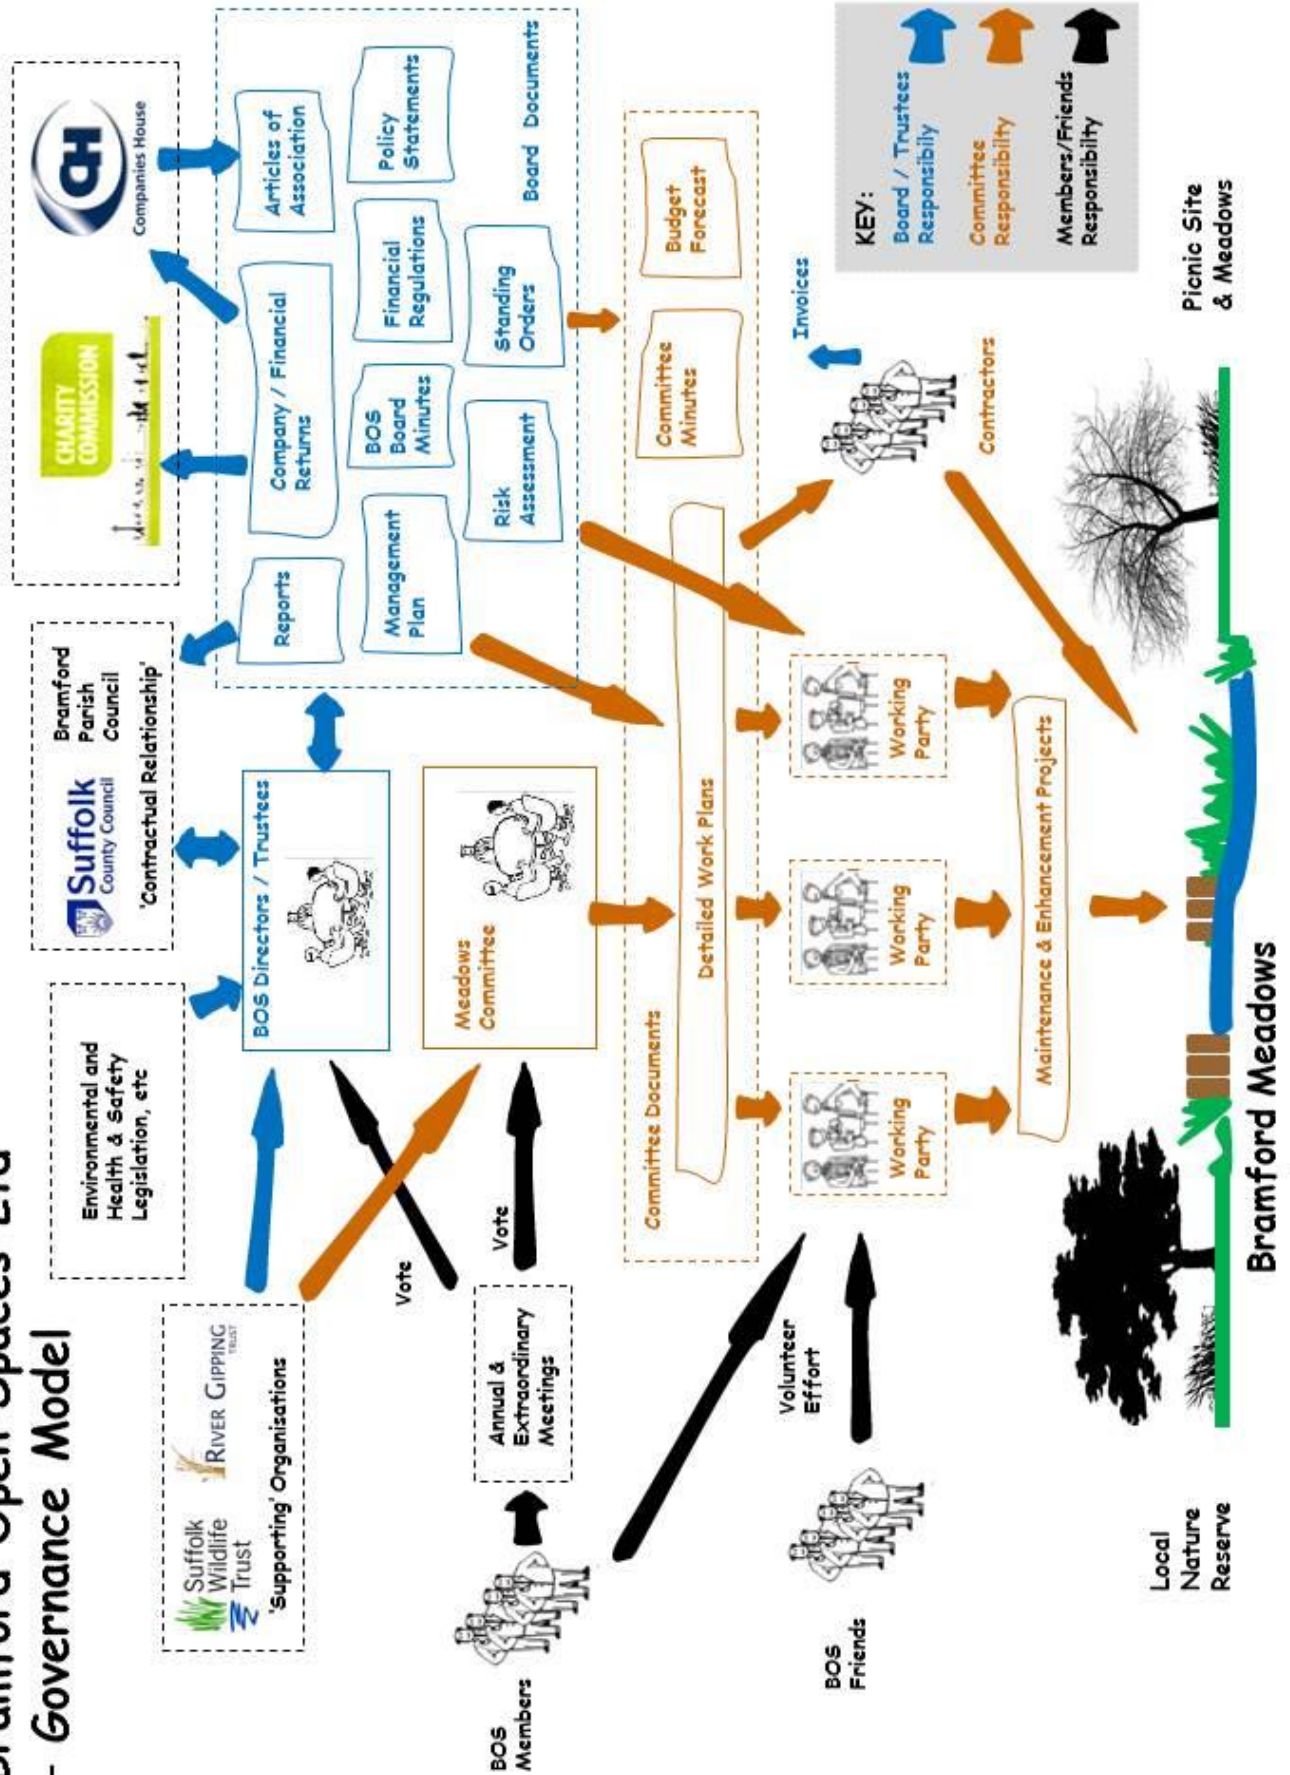 Bramford Open Spaces Ltd
- Governance Model
Suffolk
Wildlife
Trust
RIVER GIPPING
TRUST
'Supporting' Organisations
Environmental and
Health & Safety
Legislation, etc
Suffolk
County Council
Bramford
Parish
Council
'Contractual Relationship'
CHARITY
COMMISSION
CH
Companies House
BOS Directors / Trustees
Reports
Company / Financial
Returns
Articles of
Association
Management
Plan
BOS
Board
Minutes
Financial
Regulations
Policy
Statements
Risk
Assessment
Standing
Orders
Board Documents
Vote
Vote
Meadows
Committee
BOS
Members
Annual &
Extraordinary
Meetings
Committee Documents
Detailed Work Plans
Committee
Minutes
Budget
Forecast
Volunteer
Effort
BOS
Friends
Working
Party
Working
Party
Working
Party
Invoices
Contractors
KEY:
Board / Trustees
Responsibily
Committee
Responsibilty
Members/Friends
Responsibilty
Maintenance & Enhancement Projects
Local
Nature
Reserve
Picnic Site
& Meadows
Bramford Meadows